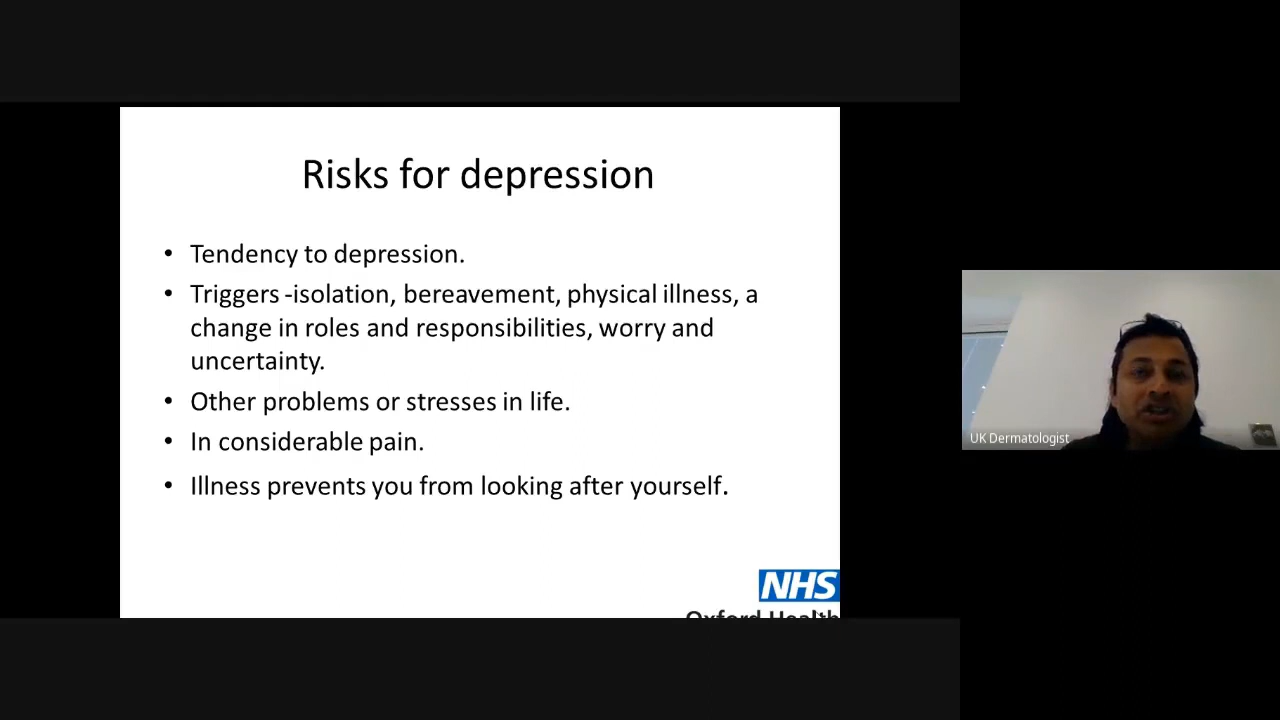 Risks for depression
• Tendency to depression.
• Triggers -isolation, bereavement, physical illness, a
change in roles and responsibilities, worry and
uncertainty.
• Other problems or stresses in life.
• In considerable pain.
• Illness prevents you from looking after yourself.
NHS
Oxford Health
UK Dermatologist